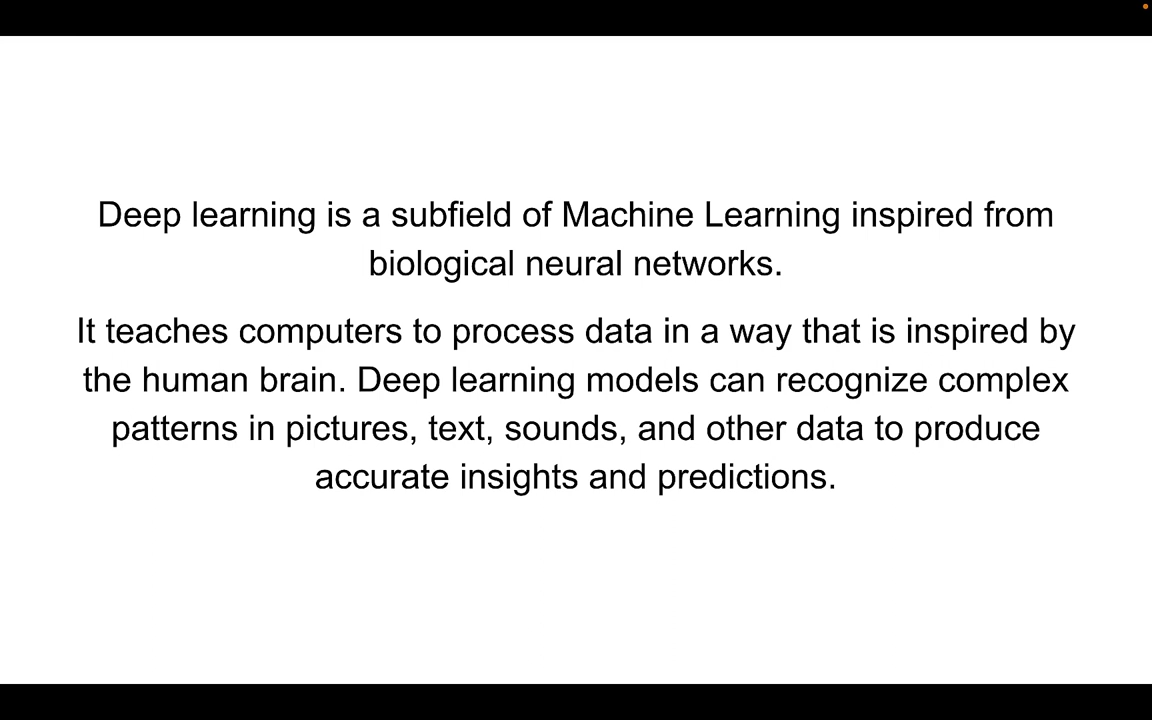 Deep learning is a subfield of Machine Learning inspired from
biological neural networks.
It teaches computers to process data in a way that is inspired by
the human brain. Deep learning models can recognize complex
patterns in pictures, text, sounds, and other data to produce
accurate insights and predictions.